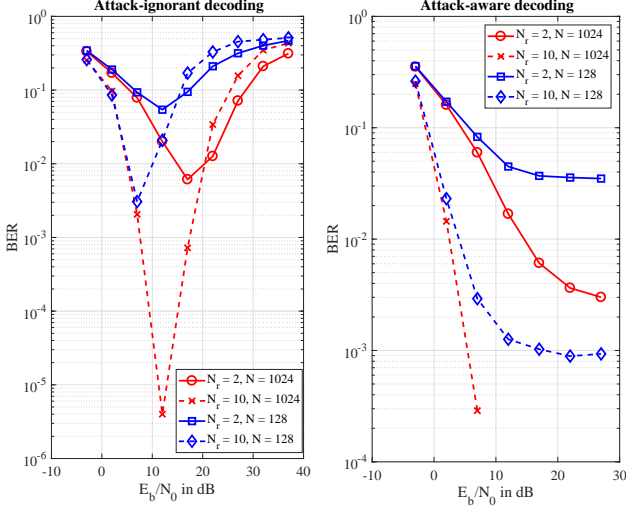 Attack-ignorant decoding
10^0
10^-1
10^-2
10^-3
10^-4
10^-5
10^-6
BER
N_r = 2, N = 1024
N_r = 10, N = 1024
N_r = 2, N = 128
N_r = 10, N = 128
-10 0 10 20 30 40
E_b/N_0 in dB
Attack-aware decoding
N_r = 2, N = 1024
N_r = 10, N = 1024
N_r = 2, N = 128
N_r = 10, N = 128
10^0
10^-1
10^-2
10^-3
10^-4
BER
-10 0 10 20 30
E_b/N_0 in dB